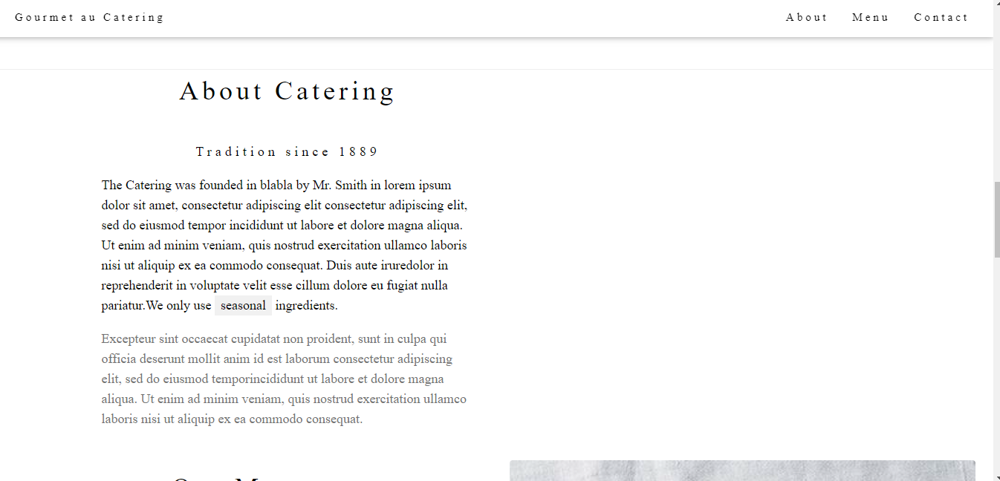 Gourmet au Catering
About Menu Contact
About Catering
Tradition since 1889
The Catering was founded in blabla by Mr. Smith in lorem ipsum
dolor sit amet, consectetur adipiscing elit consectetur adipiscing elit,
sed do eiusmod tempor incididunt ut labore et dolore magna aliqua.
Ut enim ad minim veniam, quis nostrud exercitation ullamco laboris
nisi ut aliquip ex ea commodo consequat. Duis aute iruredolor in
reprehenderit in voluptate velit esse cillum dolore eu fugiat nulla
pariatur.We only use seasonal ingredients.
Excepteur sint occaecat cupidatat non proident, sunt in culpa qui
officia deserunt mollit anim id est laborum consectetur adipiscing
elit, sed do eiusmod temporincididunt ut labore et dolore magna
aliqua. Ut enim ad minim veniam, quis nostrud exercitation ullamco
laboris nisi ut aliquip ex ea commodo consequat.